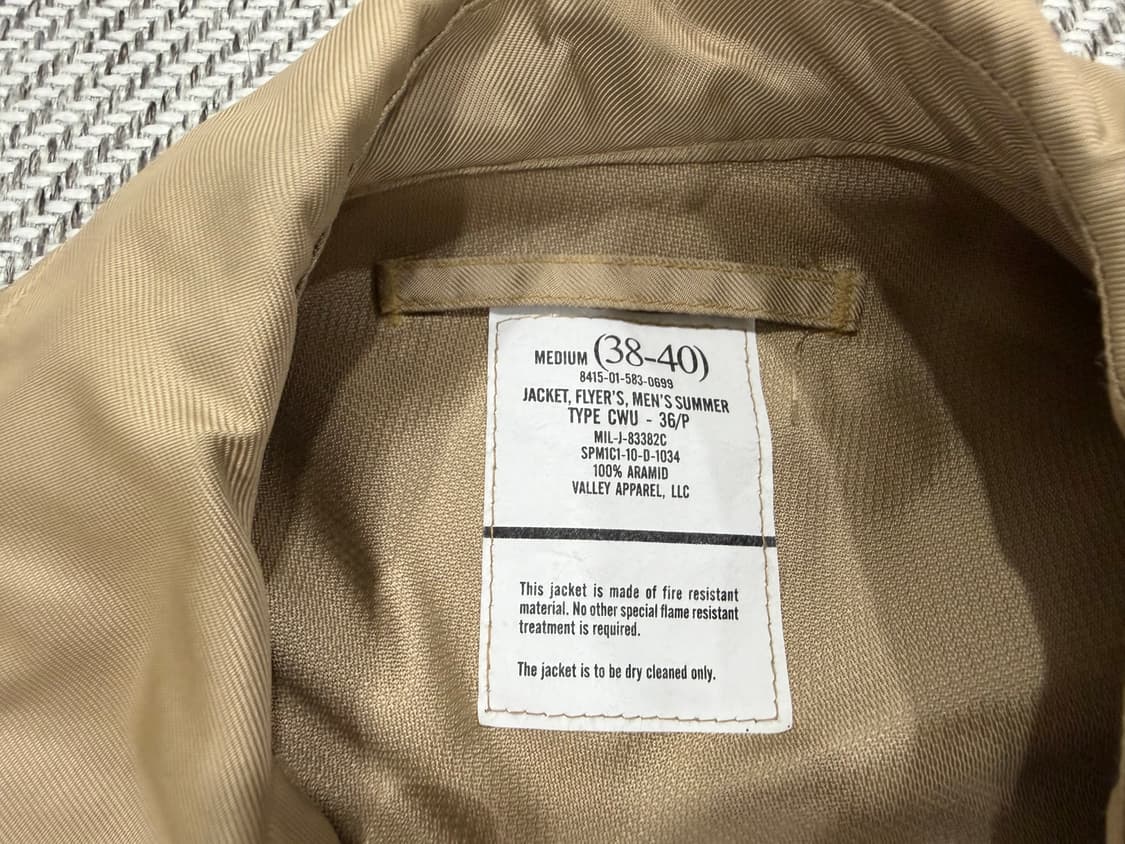 MEDIUM (38-40)
8415-01-583-0699
JACKET, FLYER'S, MEN'S SUMMER
TYPE CWU - 36/P
MIL-J-83382C
SPM1C1-10-D-1034
100% ARAMID
VALLEY APPAREL, LLC
This jacket is made of fire resistant
material. No other special flame resistant
treatment is required.
The jacket is to be dry cleaned only.